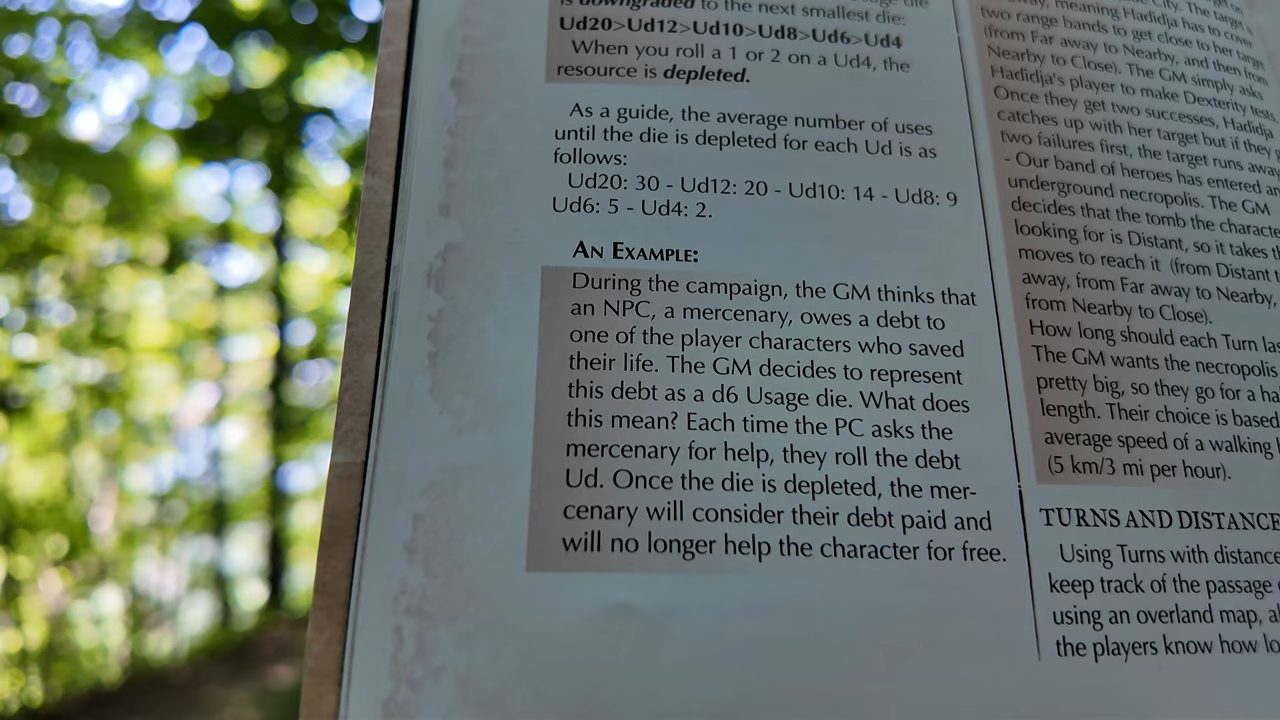 is downgraded to the next smallest die:
Ud20>Ud12>Ud10>Ud8>Ud6>Ud4
When you roll a 1 or 2 on a Ud4, the
resource is depleted.
As a guide, the average number of uses
until the die is depleted for each Ud is as
follows:
Ud20: 30 - Ud12: 20 - Ud10: 14 - Ud8: 9
Ud6: 5 - Ud4: 2.
AN EXAMPLE:
During the campaign, the GM thinks that
an NPC, a mercenary, owes a debt to
one of the player characters who saved
their life. The GM decides to represent
this debt as a d6 Usage die. What does
this mean? Each time the PC asks the
mercenary for help, they roll the debt
Ud. Once the die is depleted, the mer-
cenary will consider their debt paid and
will no longer help the character for free.
City. The target
away, meaning Hadidja has to cover
two range bands to get close to her target
(from Far away to Nearby, and then from
Nearby to Close). The GM simply asks
Hadidja's player to make Dexterity tests.
Once they get two successes, Hadidja
catches up with her target but if they
two failures first, the target runs away
- Our band of heroes has entered an
underground necropolis. The GM
decides that the tomb the
looking for is Distant, so it takes
moves to reach it (from Distant
away, from Far away to Nearby,
from Nearby to Close).
How long should each Turn
The GM wants the necropolis
pretty big, so they go for a
length. Their choice is based
average speed of a walking
(5 km/3 mi per hour).
TURNS AND DISTANCE
Using Turns with distance
keep track of the passage
using an overland map,
the players know how